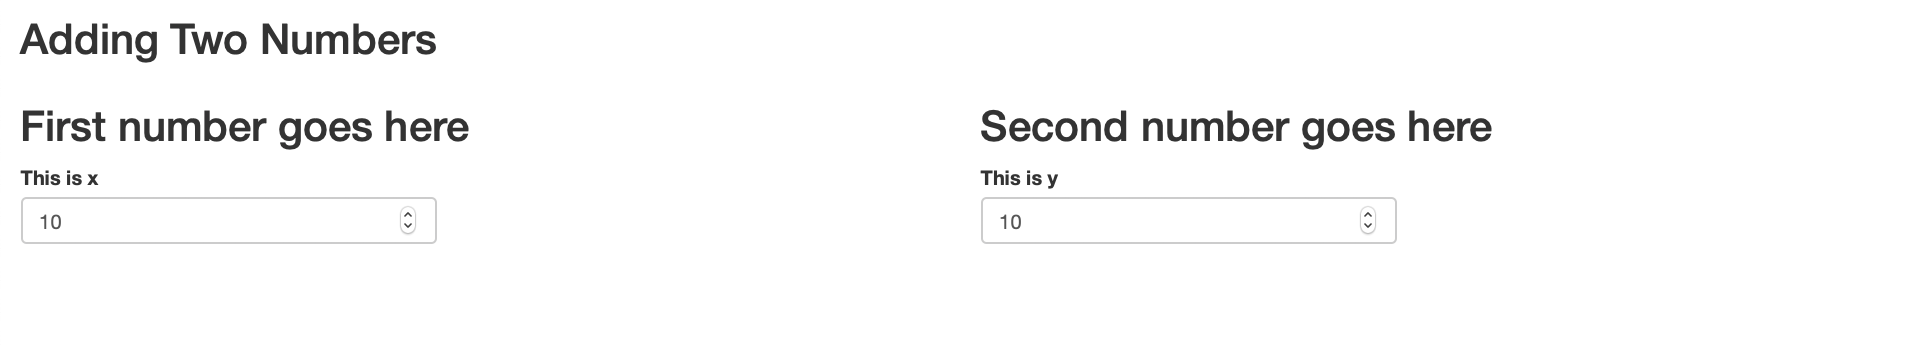 Adding Two Numbers
First number goes here
Second number goes here
This is x
This is y
10
10